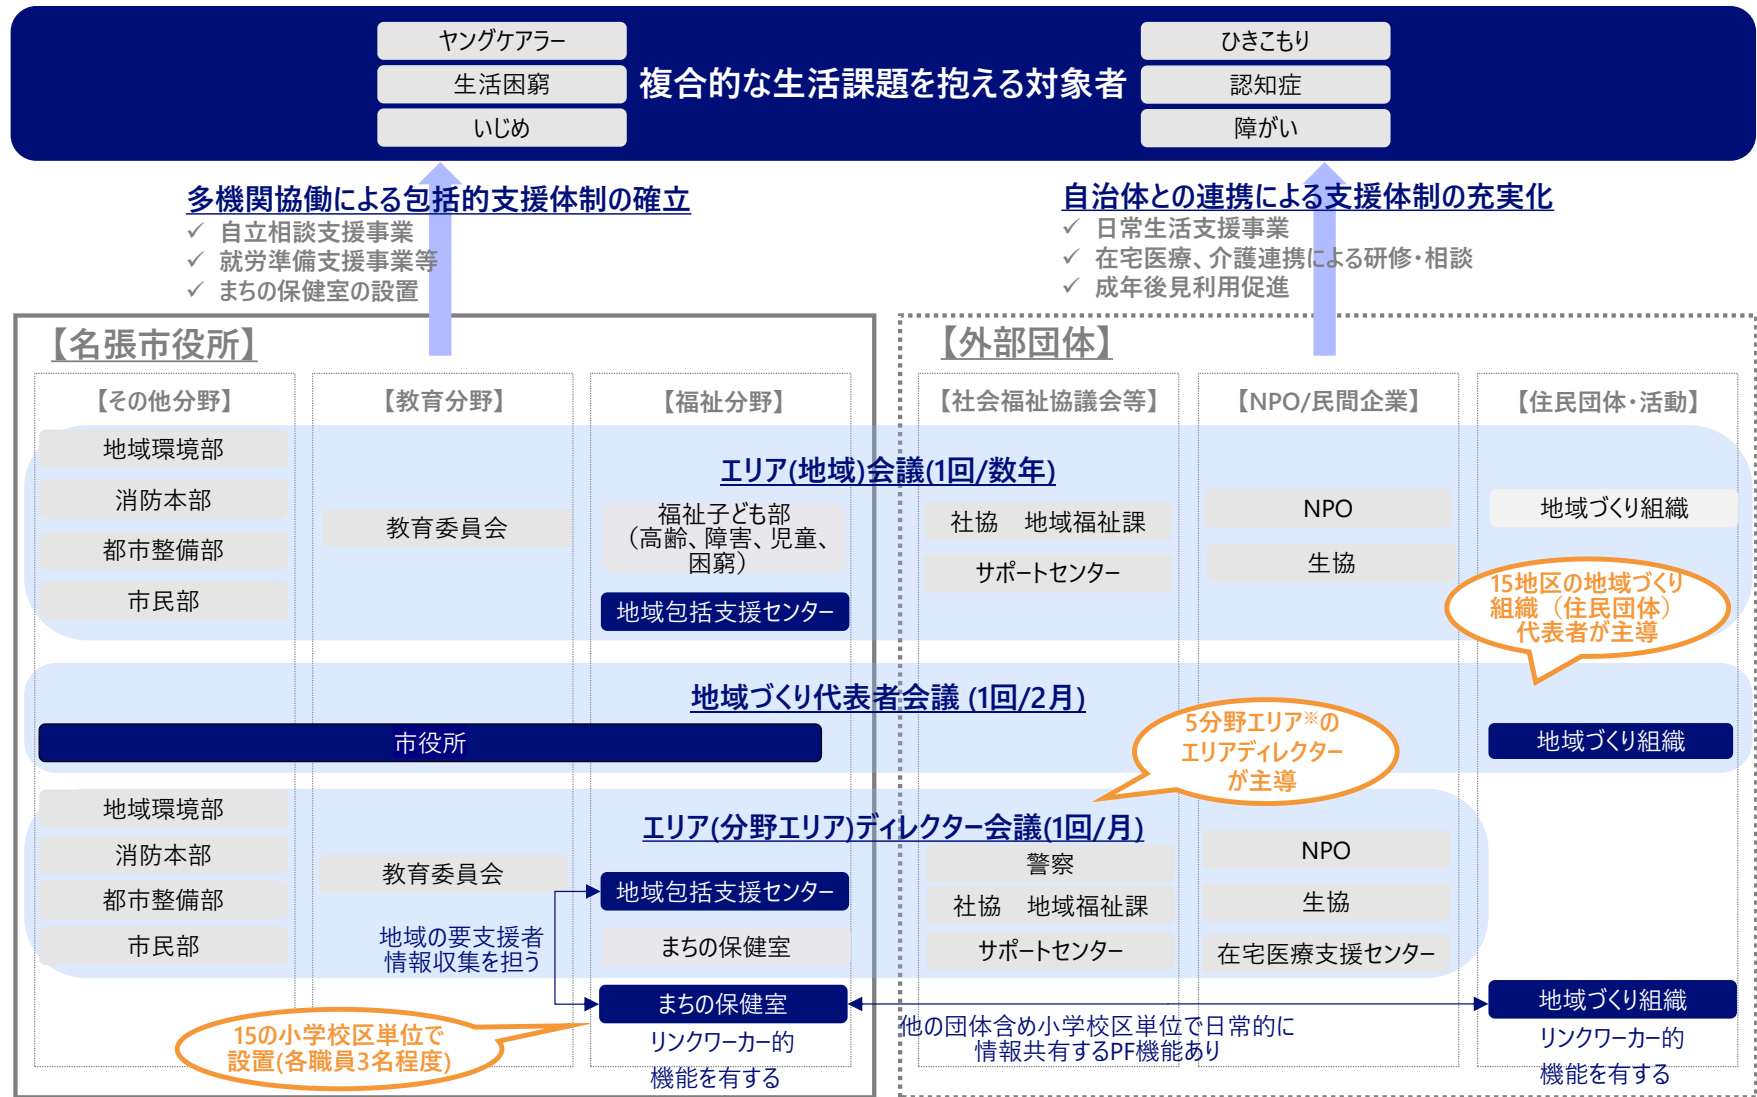 ヤングケアラー
生活困窮
いじめ
複合的な生活課題を抱える対象者
ひきこもり
認知症
障がい
多機関協働による包括的支援体制の確立
✓ 自立相談支援事業
✓ 就労準備支援事業等
✓ まちの保健室の設置
自治体との連携による支援体制の充実化
✓ 日常生活支援事業
✓ 在宅医療、介護連携による研修・相談
✓ 成年後見利用促進
【名張市役所】
【外部団体】
【その他分野】
【教育分野】
【福祉分野】
【社会福祉協議会等】
【NPO/民間企業】
【住民団体・活動】
エリア(地域)会議(1回/数年)
地域環境部
消防本部
都市整備部
市民部
教育委員会
福祉子ども部
（高齢、障害、児童、
困窮）
地域包括支援センター
社協　地域福祉課
サポートセンター
NPO
生協
地域づくり組織
15地区の地域づくり
組織（住民団体）
代表者が主導
地域づくり代表者会議 (1回/2月)
市役所
地域づくり組織
5分野エリア※の
エリアディレクター
が主導
エリア(分野エリア)ディレクター会議(1回/月)
地域環境部
消防本部
都市整備部
市民部
教育委員会
地域包括支援センター
まちの保健室
警察
社協　地域福祉課
サポートセンター
NPO
生協
在宅医療支援センター
地域の要支援者
情報収集を担う
まちの保健室
リンクワーカー的
機能を有する
15の小学校区単位で
設置(各職員3名程度)
他の団体含め小学校区単位で日常的に
情報共有するPF機能あり
地域づくり組織
リンクワーカー的
機能を有する